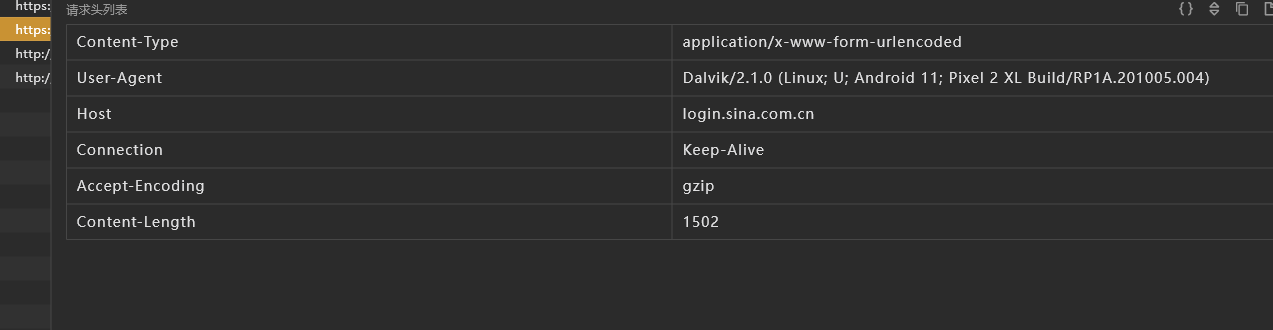 https:
https:
http:/
http:/
请求头列表
Content-Type application/x-www-form-urlencoded
User-Agent Dalvik/2.1.0 (Linux; U; Android 11; Pixel 2 XL Build/RP1A.201005.004)
Host login.sina.com.cn
Connection Keep-Alive
Accept-Encoding gzip
Content-Length 1502